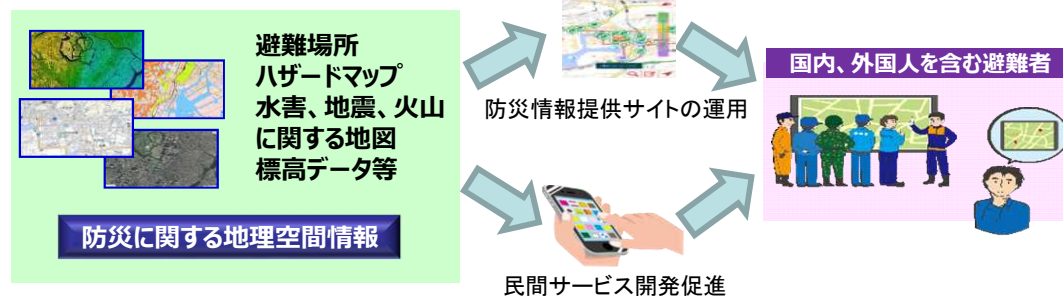 避難場所
ハザードマップ
水害、地震、火山
に関する地図
標高データ等
防災に関する地理空間情報
防災情報提供サイトの運用
民間サービス開発促進
国内、外国人を含む避難者